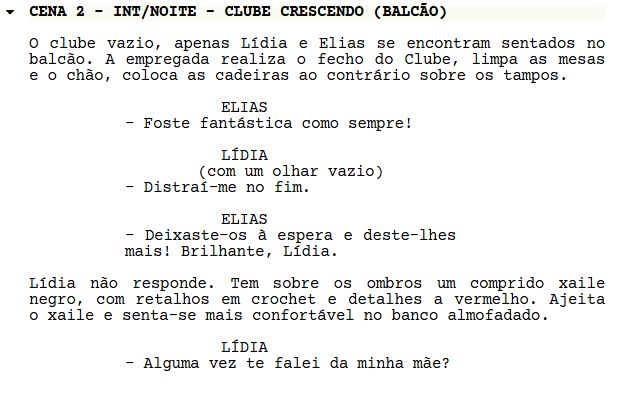 CENA 2 - INT/NOITE - CLUBE CRESCENDO (BALCÃO)
O clube vazio, apenas Lídia e Elias se encontram sentados no
balcão. A empregada realiza o fecho do Clube, limpa as mesas
e o chão, coloca as cadeiras ao contrário sobre os tampos.
ELIAS
- Foste fantástica como sempre!
LÍDIA
(com um olhar vazio)
- Distraí-me no fim.
ELIAS
- Deixaste-os à espera e deste-lhes
mais! Brilhante, Lídia.
Lídia não responde. Tem sobre os ombros um comprido xaile
negro, com retalhos em crochet e detalhes a vermelho. Ajeita
o xaile e senta-se mais confortável no banco almofadado.
LÍDIA
- Alguma vez te falei da minha mãe?